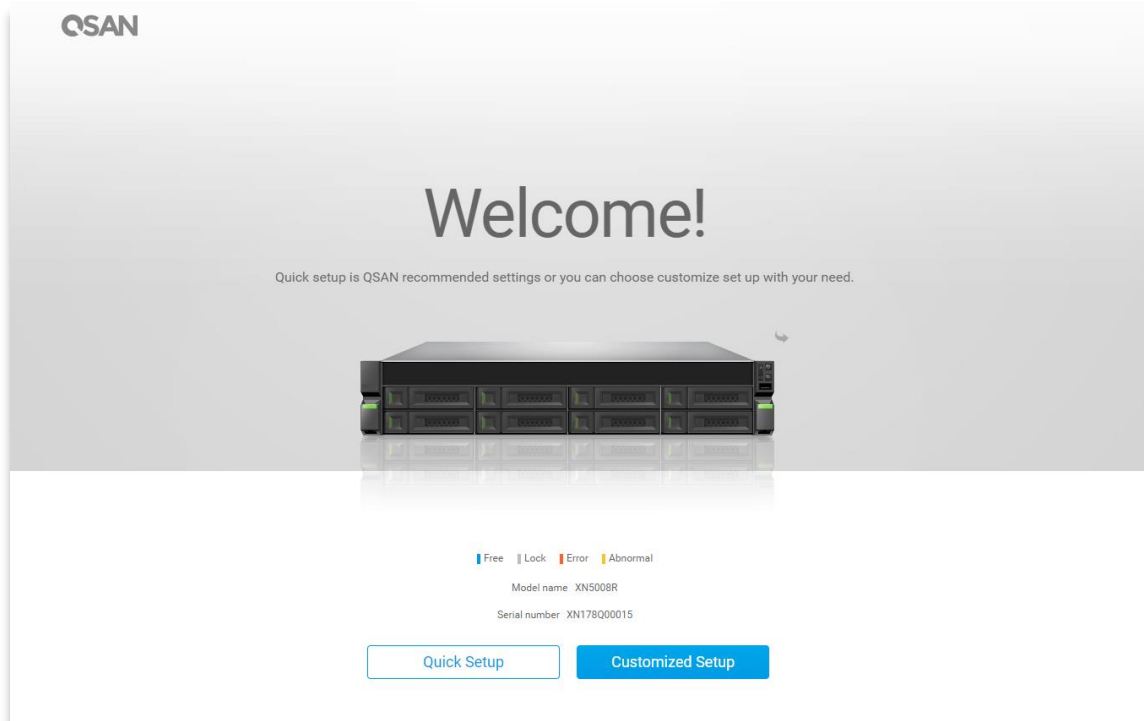 QSAN
Welcome!
Quick setup is QSAN recommended settings or you can choose customize set up with your need.
Free Lock Error Abnormal
Model name XN5008R
Serial number XN178Q00015
Quick Setup Customized Setup